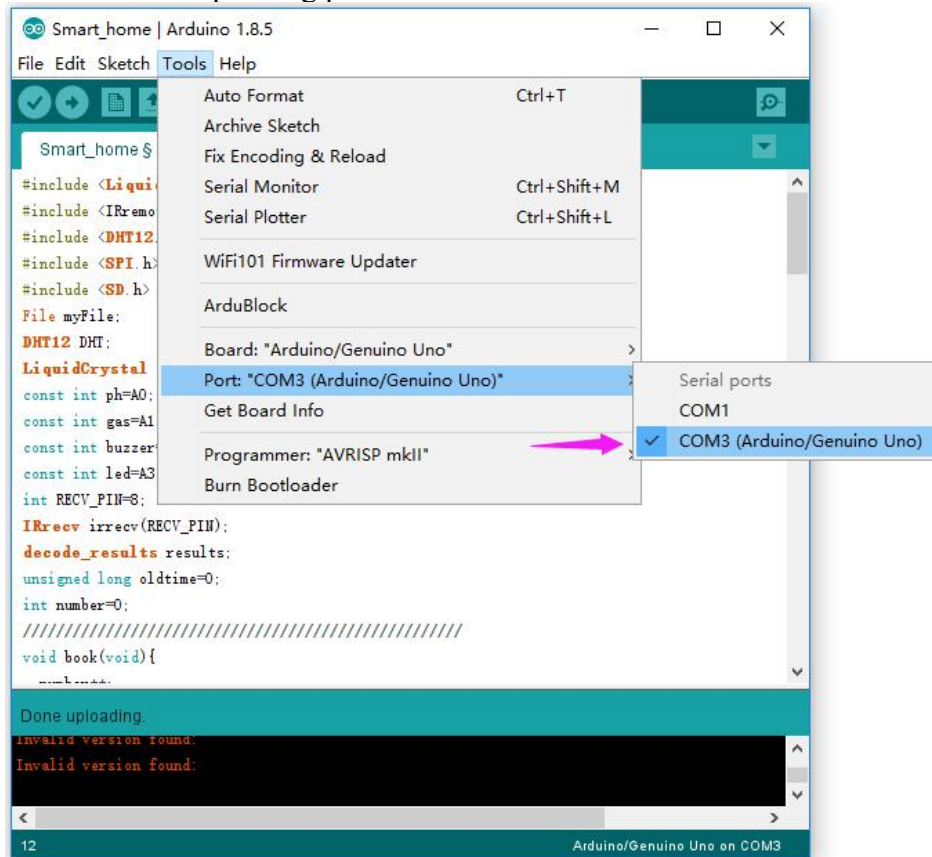 Smart_home | Arduino 1.8.5
File Edit Sketch Tools Help
Auto Format Ctrl+T
Archive Sketch
Smart_home §
Fix Encoding & Reload
Serial Monitor Ctrl+Shift+M
Serial Plotter Ctrl+Shift+L
WiFi101 Firmware Updater
ArduBlock
Board: "Arduino/Genuino Uno"
Port: "COM3 (Arduino/Genuino Uno)"
Get Board Info
Programmer: "AVRISP mkII"
Burn Bootloader
Serial ports
COM1
COM3 (Arduino/Genuino Uno)
#include <Liqui
#include <IRremo
#include <DHT12.
#include <SPI.h>
#include <SD.h>
File myFile;
DHT12 DHT;
LiquidCrystal
const int ph=A0;
const int gas=A1
const int buzzer=
const int led=A3
int RECV_PIN=8;
IRrecv irrecv(RECV_PIN);
decode_results results;
unsigned long oldtime=0;
int number=0;
/////////////////////////////////////////////////////
void book(void){
Done uploading.
Invalid version found:
Invalid version found:
12 Arduino/Genuino Uno on COM3